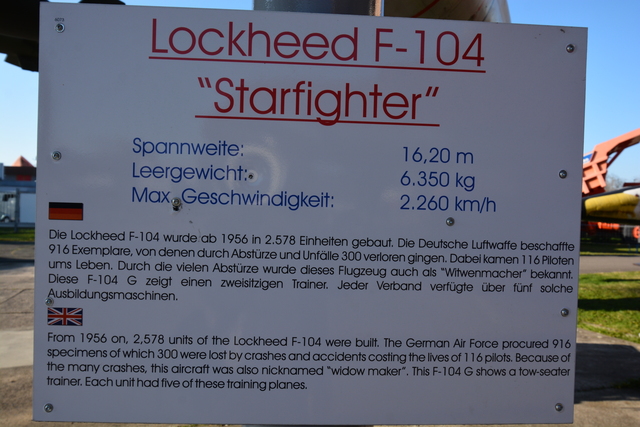 Lockheed F-104
“Starfighter“
Spannweite: 16,20 m
Leergewicht: 6.350 kg
Max. Geschwindigkeit: 2.260 km/h
Die Lockheed F-104 wurde ab 1956 in 2.578 Einheiten gebaut. Die Deutsche Luftwaffe beschaffte
916 Exemplare, von denen durch Abstürze und Unfälle 300 verloren gingen. Dabei kamen 116 Piloten
ums Leben. Durch die vielen Abstürze wurde dieses Flugzeug auch als “Witwenmacher” bekannt.
Diese F-104 G zeigt einen zweisitzigen Trainer. Jeder Verband verfügte über fünf solche
Ausbildungsmaschinen.
From 1956 on, 2,578 units of the Lockheed F-104 were built. The German Air Force procured 916
specimens of which 300 were lost by crashes and accidents costing the lives of 116 pilots. Because of
the many crashes, this aircraft was also nicknamed “widow maker”. This F-104 G shows a tow-seater
trainer. Each unit had five of these training planes.